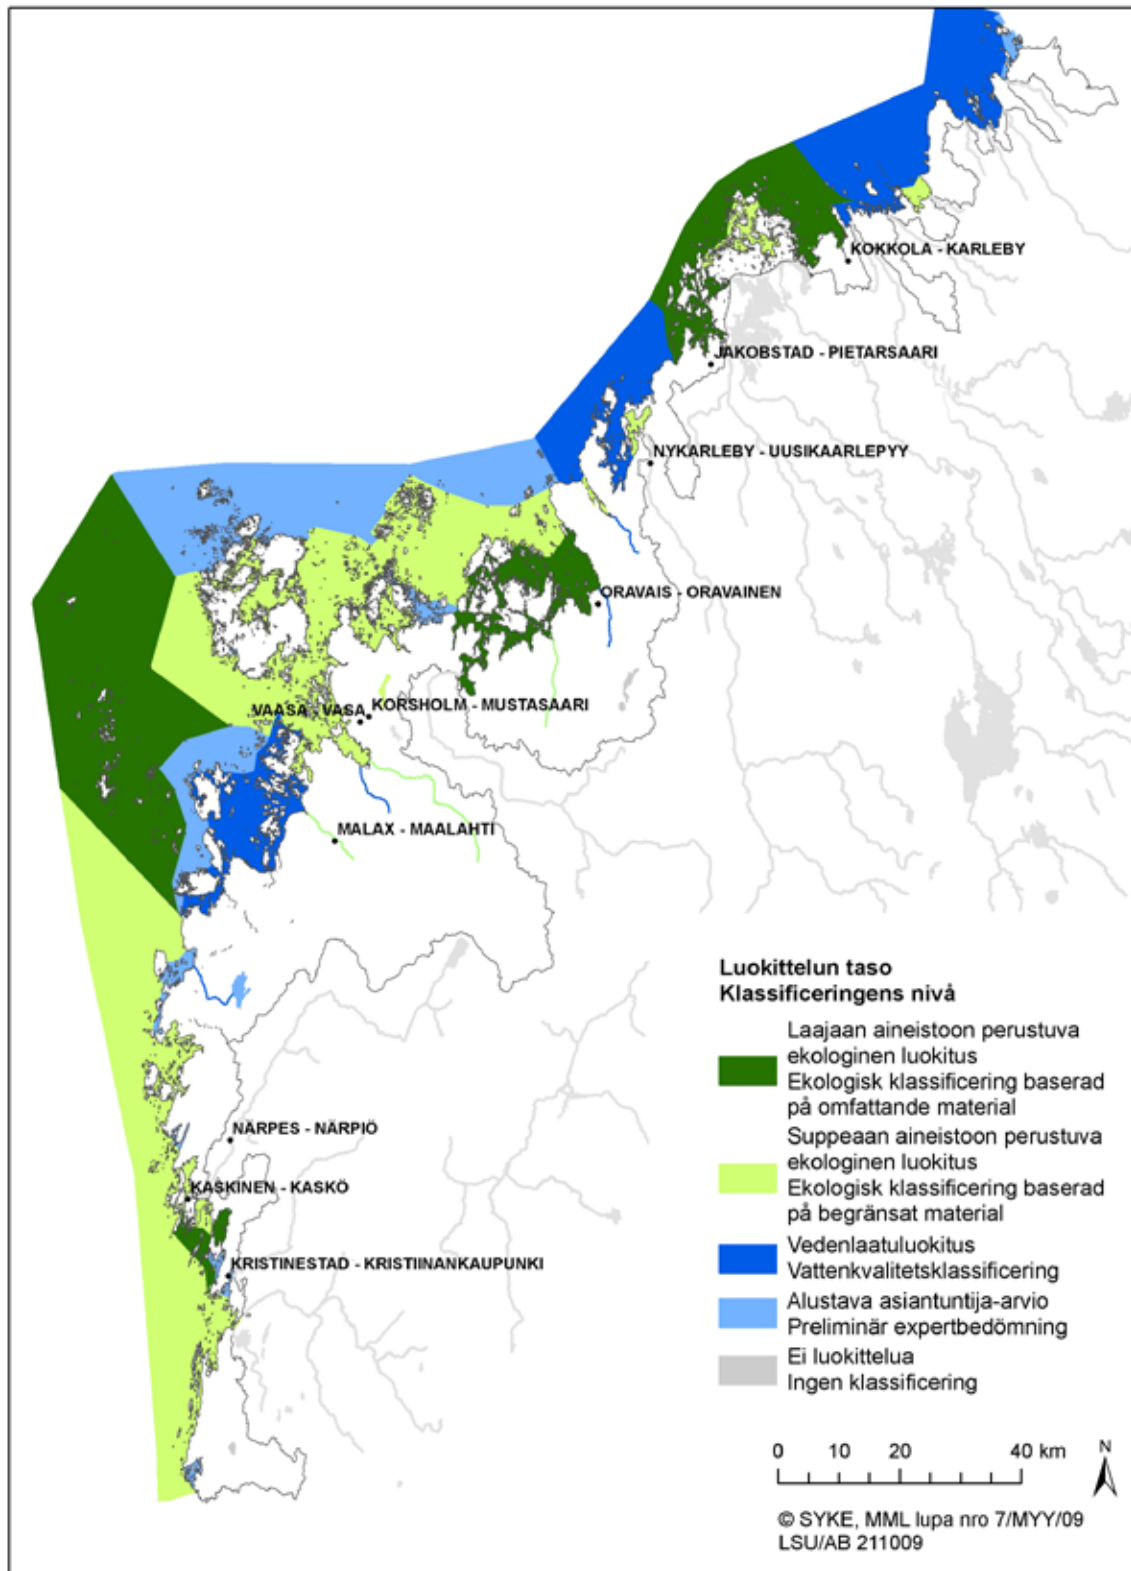 KOKKOLA - KARLEBY
JAKOBSTAD - PIETARSAARI
NYKARLEBY - UUSIKAARLEPYY
ORAVAIS - ORAVAINEN
KORSHOLM - MUSTASAARI
VAASA - VASA
MALAX - MAALAHTI
NÄRPES - NÄRPIÖ
KASKINEN - KASKÖ
KRISTINESTAD - KRISTIINANKAUPUNKI
Luokittelun taso
Klassificeringens nivå
Laajaan aineistoon perustuva
ekologinen luokitus
Ekologisk klassificering baserad
på omfattande material
Suppeaan aineistoon perustuva
ekologinen luokitus
Ekologisk klassificering baserad
på begränsat material
Vedenlaatuluokitus
Vattenkvalitetsklassificering
Alustava asiantuntija-arvio
Preliminär expertbedömning
Ei luokittelua
Ingen klassificering
0 10 20 40 km
N
© SYKE, MML lupa nro 7/MYY/09
LSU/AB 211009